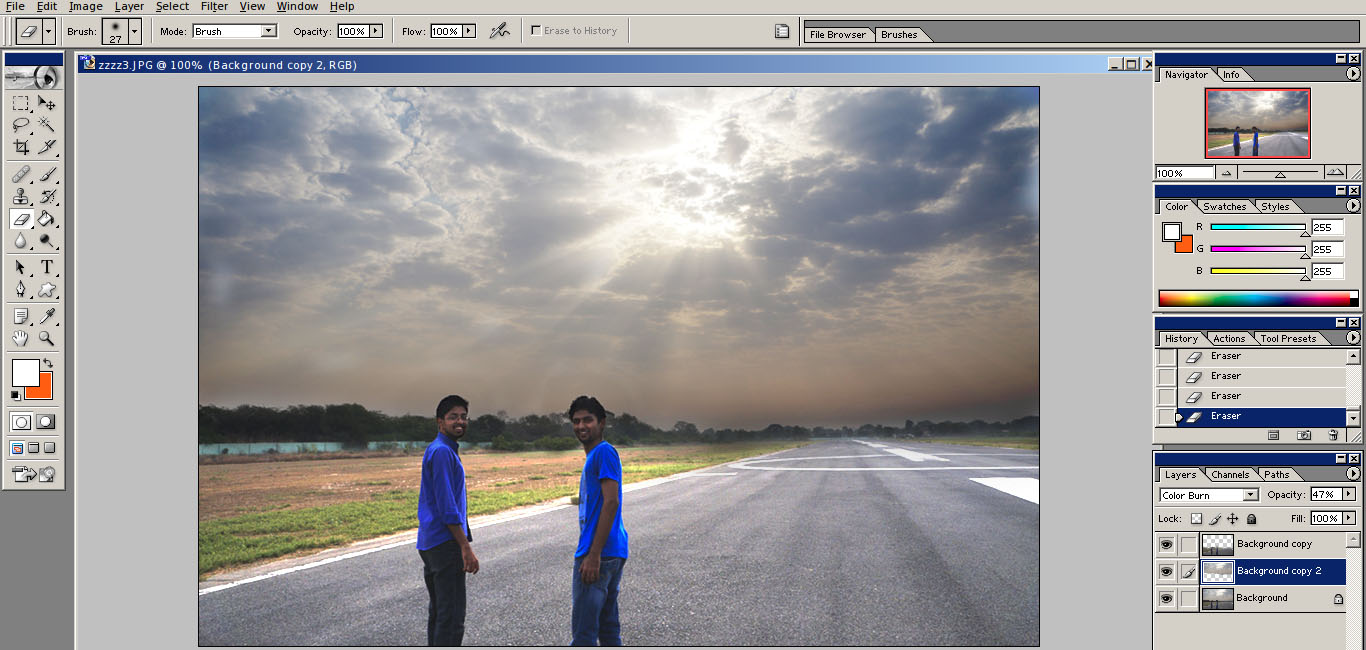 File Edit Image Layer Select Filter View Window Help
Brush: 27 Mode: Brush Opacity: 100% Flow: 100% Erase to History File Browser Brushes
zzzz3.JPG @ 100% (Background copy 2, RGB)
Navigator Info
100%
Color Swatches Styles
R 255
G 255
B 255
History Actions Tool Presets
Eraser
Eraser
Eraser
Eraser
Layers Channels Paths
Color Burn Opacity: 47%
Lock: Fill: 100%
Background copy
Background copy 2
Background